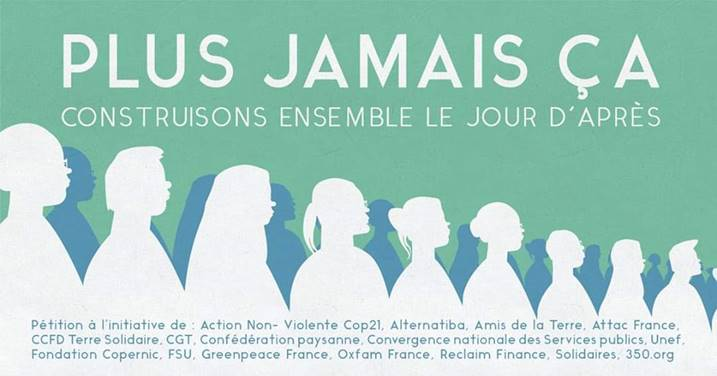 PLUS JAMAIS ÇA
CONSTRUISONS ENSEMBLE LE JOUR D'APRÈS
Pétition à l'initiative de : Action Non- Violente Cop21, Alternatiba, Amis de la Terre, Attac France,
CCFD Terre Solidaire, CGT, Confédération paysanne, Convergence nationale des Services publics, Unef,
Fondation Copernic, FSU, Greenpeace France, Oxfam France, Reclaim Finance, Solidaires, 350.org